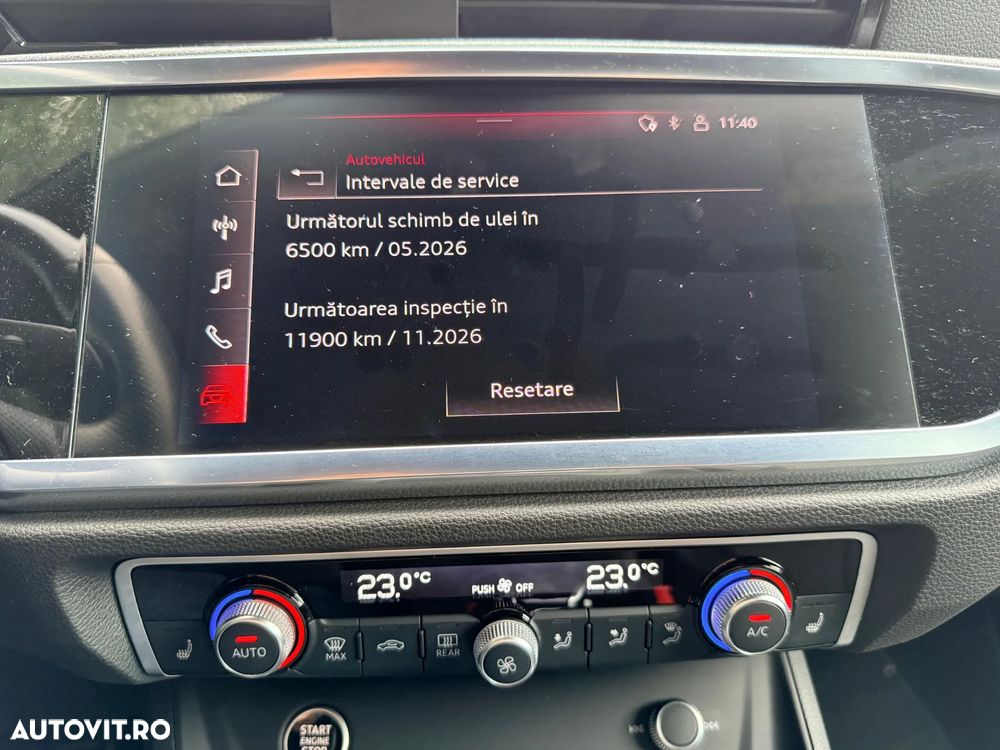 11:40
Autovehicul
Intervale de service
Următorul schimb de ulei în
6500 km / 05.2026
Următoarea inspecție în
11900 km / 11.2026
Resetare
23.0°C
PUSH OFF
23.0°C
AUTO
MAX
REAR
A/C
START
ENGINE
STOP
AUTOVIT.RO